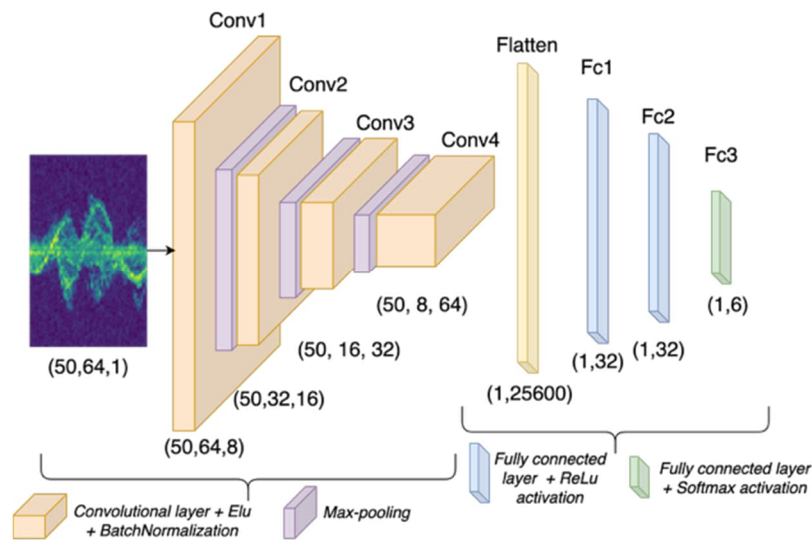 Conv1
Conv2
Conv3
Conv4
Flatten
Fc1
Fc2
Fc3
(50,64,1)
(50,64,8)
(50,32,16)
(50, 16, 32)
(50, 8, 64)
(1,25600)
(1,32)
(1,32)
(1,6)
Convolutional layer + Elu
+ BatchNormalization
Max-pooling
Fully connected
layer + ReLu
activation
Fully connected layer
+ Softmax activation